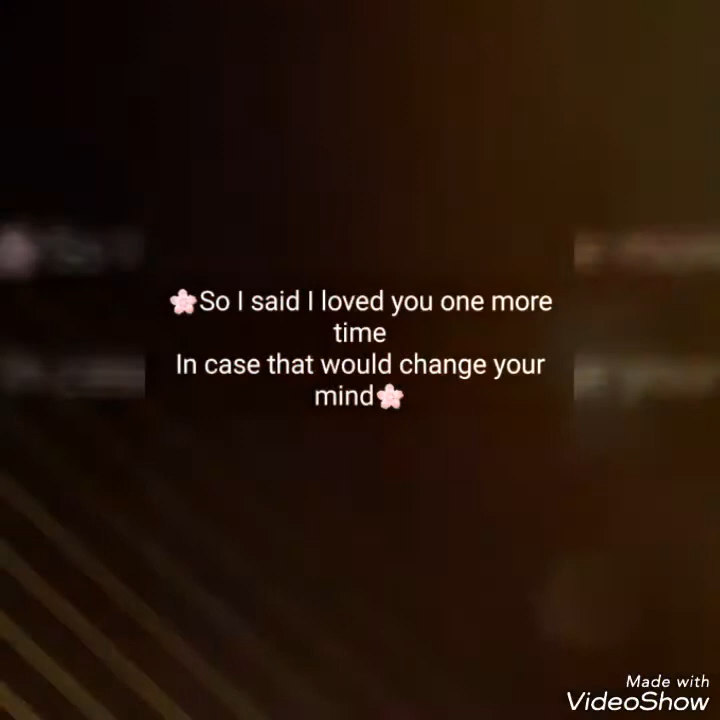 🌸So I said I loved you one more
time
In case that would change your
mind🌸
Made with
VideoShow